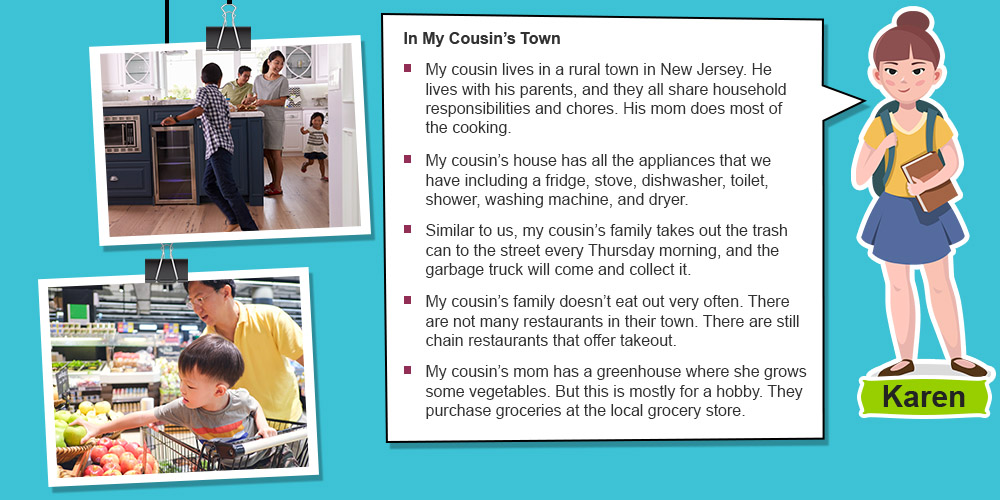 In My Cousin’s Town
My cousin lives in a rural town in New Jersey. He
lives with his parents, and they all share household
responsibilities and chores. His mom does most of
the cooking.
My cousin’s house has all the appliances that we
have including a fridge, stove, dishwasher, toilet,
shower, washing machine, and dryer.
Similar to us, my cousin’s family takes out the trash
can to the street every Thursday morning, and the
garbage truck will come and collect it.
My cousin’s family doesn’t eat out very often. There
are not many restaurants in their town. There are still
chain restaurants that offer takeout.
My cousin’s mom has a greenhouse where she grows
some vegetables. But this is mostly for a hobby. They
purchase groceries at the local grocery store.
Karen